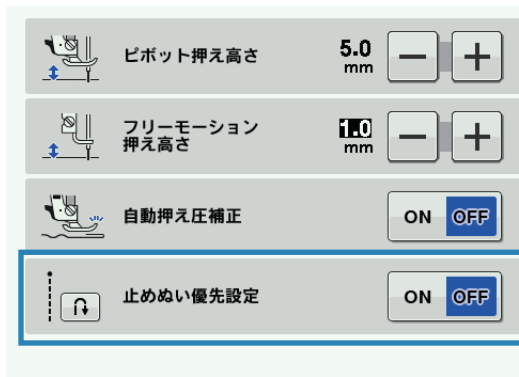 ピボット押え高さ
5.0
mm
フリーモーション
押え高さ
1.0
mm
自動押え圧補正
ON OFF
止めぬい優先設定
ON OFF